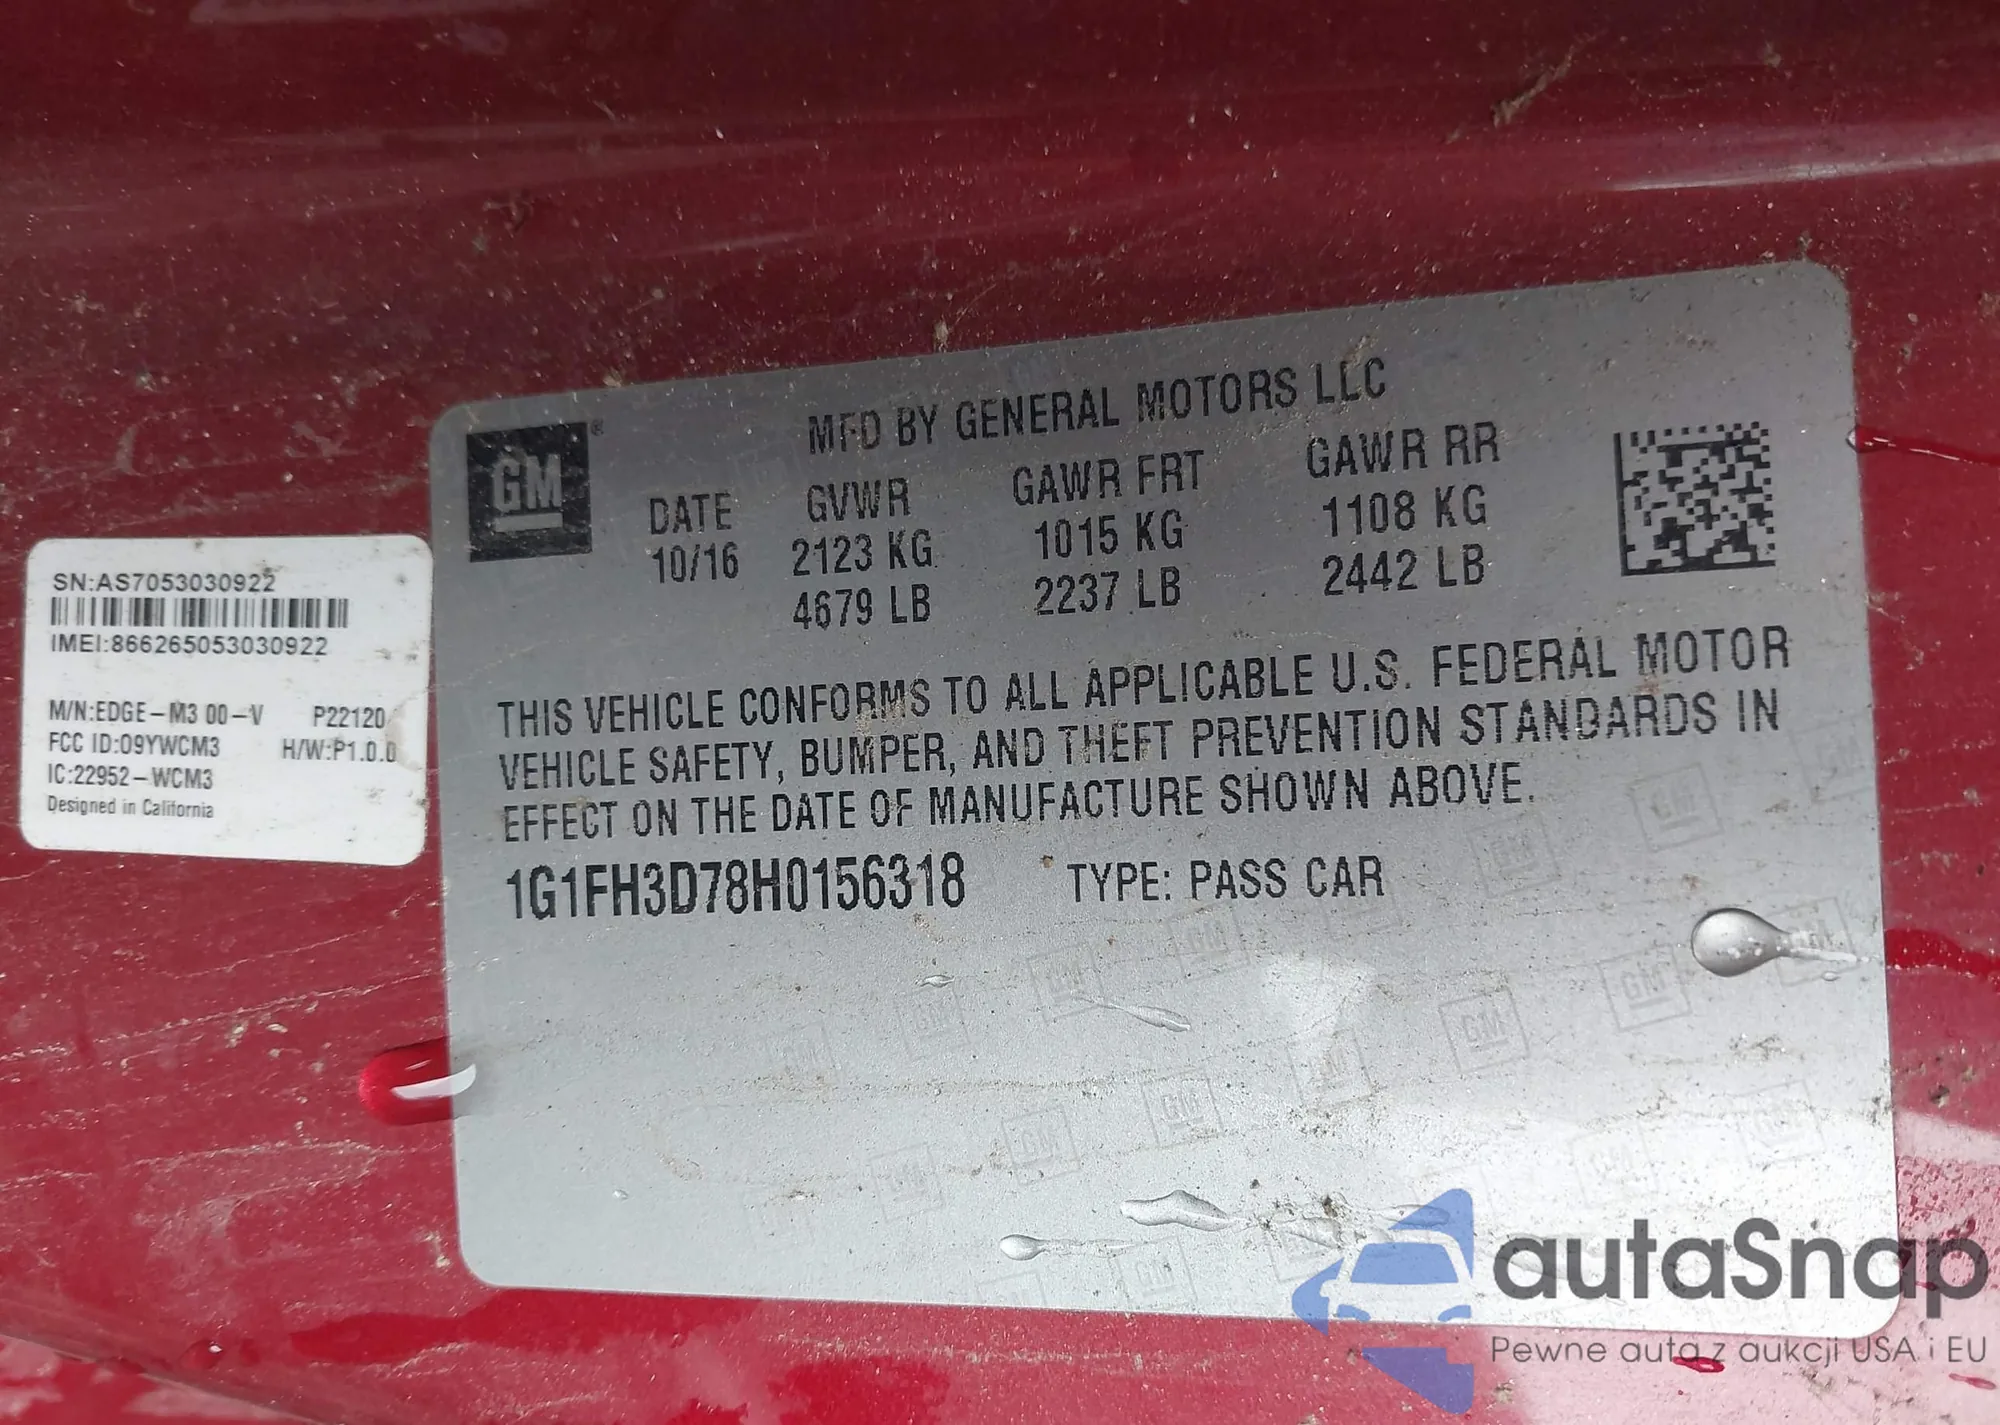 MFD BY GENERAL MOTORS LLC
GM®
DATE GVWR GAWR FRT GAWR RR
10/16 2123 KG 1015 KG 1108 KG
4679 LB 2237 LB 2442 LB
THIS VEHICLE CONFORMS TO ALL APPLICABLE U.S. FEDERAL MOTOR
VEHICLE SAFETY, BUMPER, AND THEFT PREVENTION STANDARDS IN
EFFECT ON THE DATE OF MANUFACTURE SHOWN ABOVE.
1G1FH3D78H0156318 TYPE: PASS CAR
SN:AS7053030922
IMEI:866265053030922
M/N:EDGE-M3 00-V P22120
FCC ID:O9YWCM3 H/W:P1.0.0
IC:22952-WCM3
Designed in California
autaSnap
Pewne auta z aukcji USA i EU